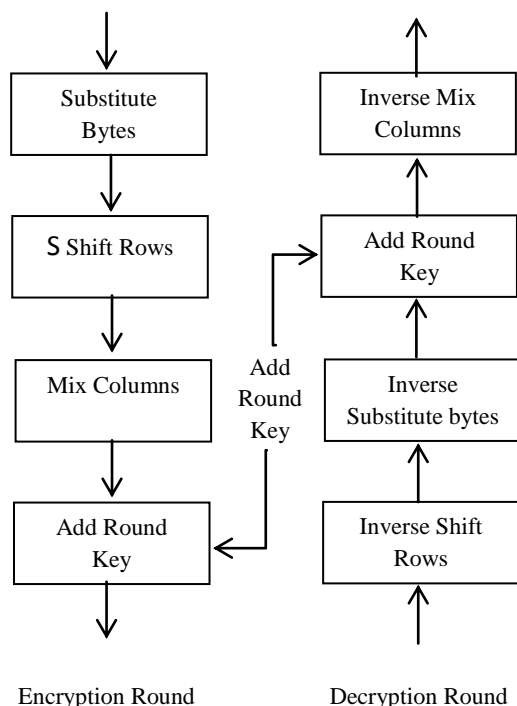 Substitute
Bytes
S Shift Rows
Mix Columns
Add Round
Key
Encryption Round
Add
Round
Key
Inverse Mix
Columns
Add Round
Key
Inverse
Substitute bytes
Inverse Shift
Rows
Decryption Round